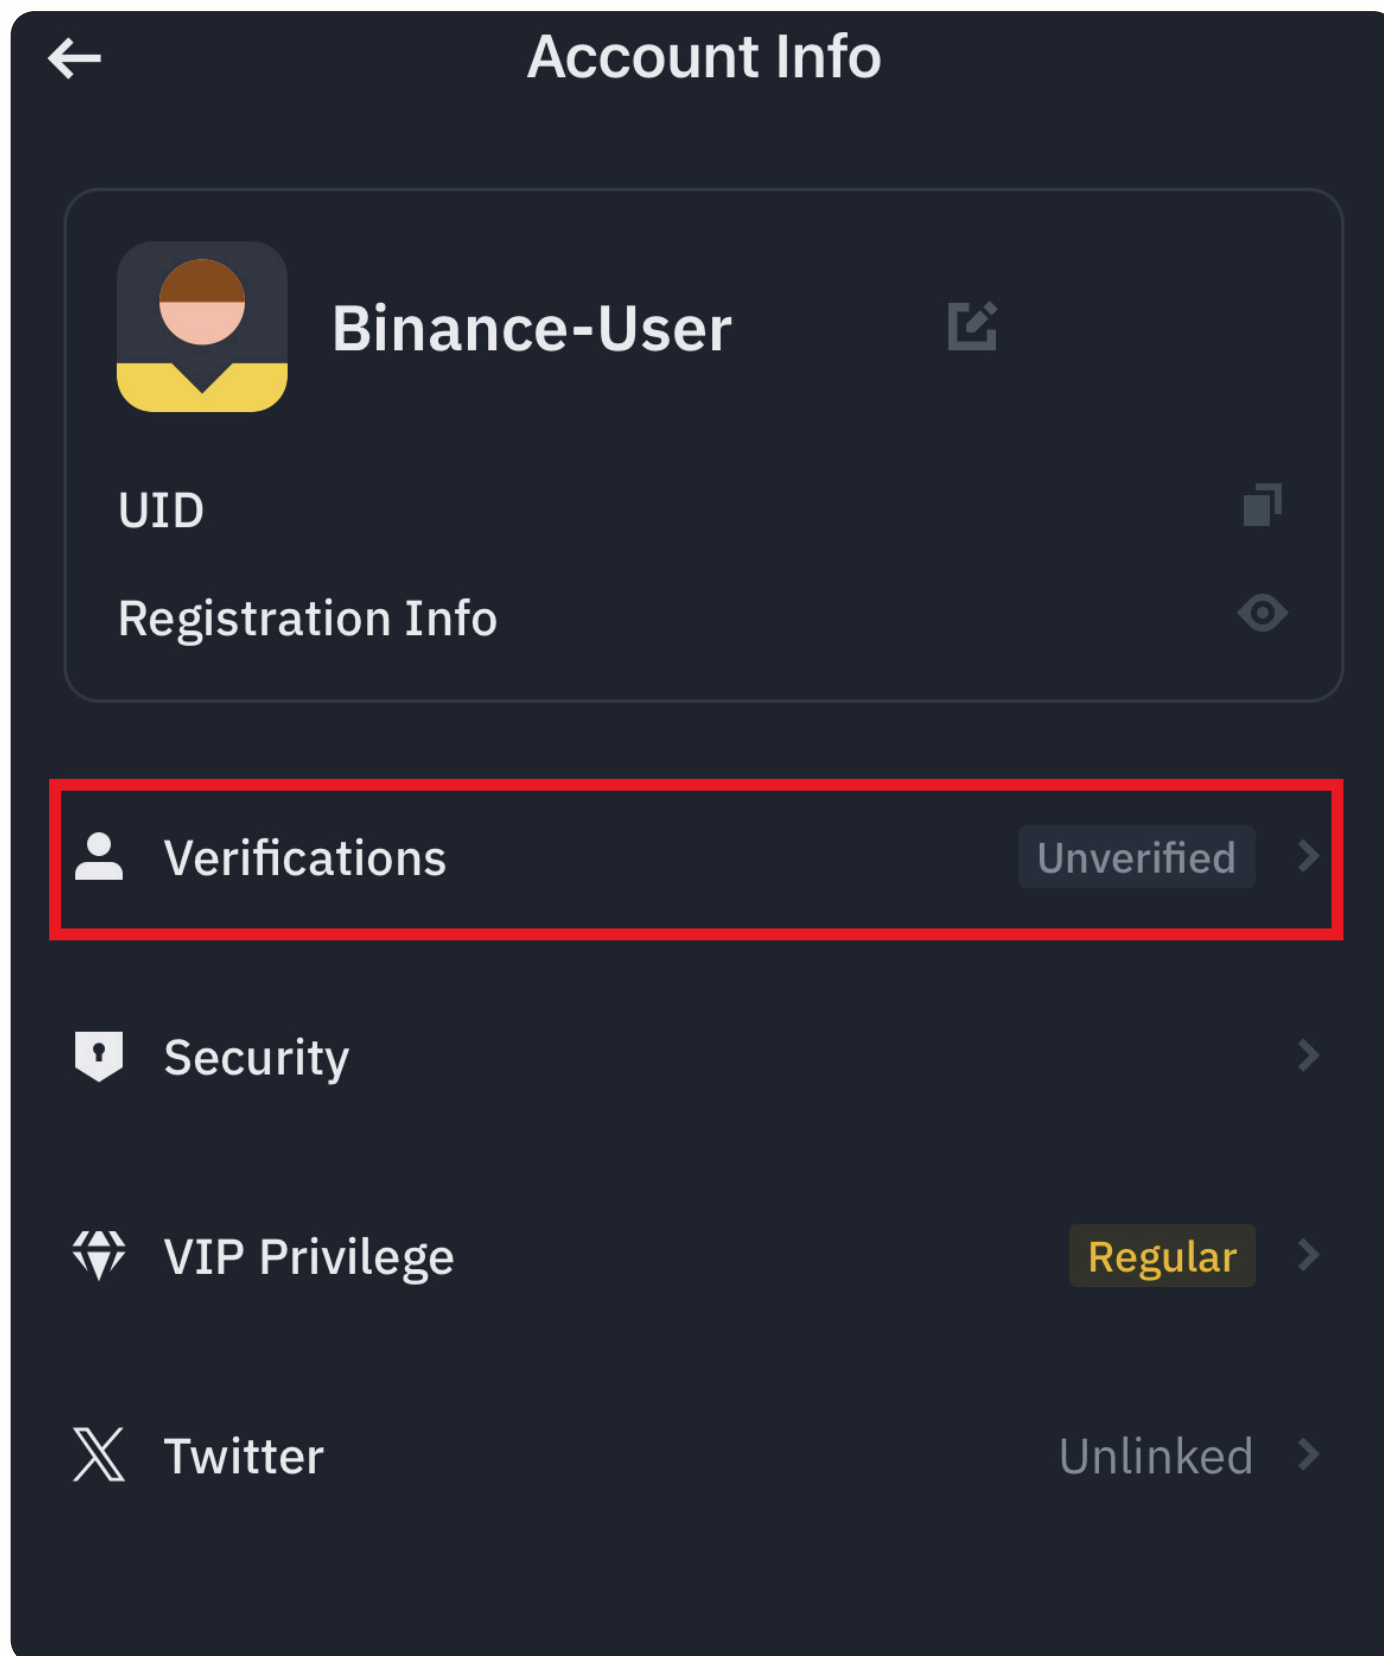 Account Info
Binance-User
UID
Registration Info
Verifications Unverified
Security
VIP Privilege Regular
Twitter Unlinked